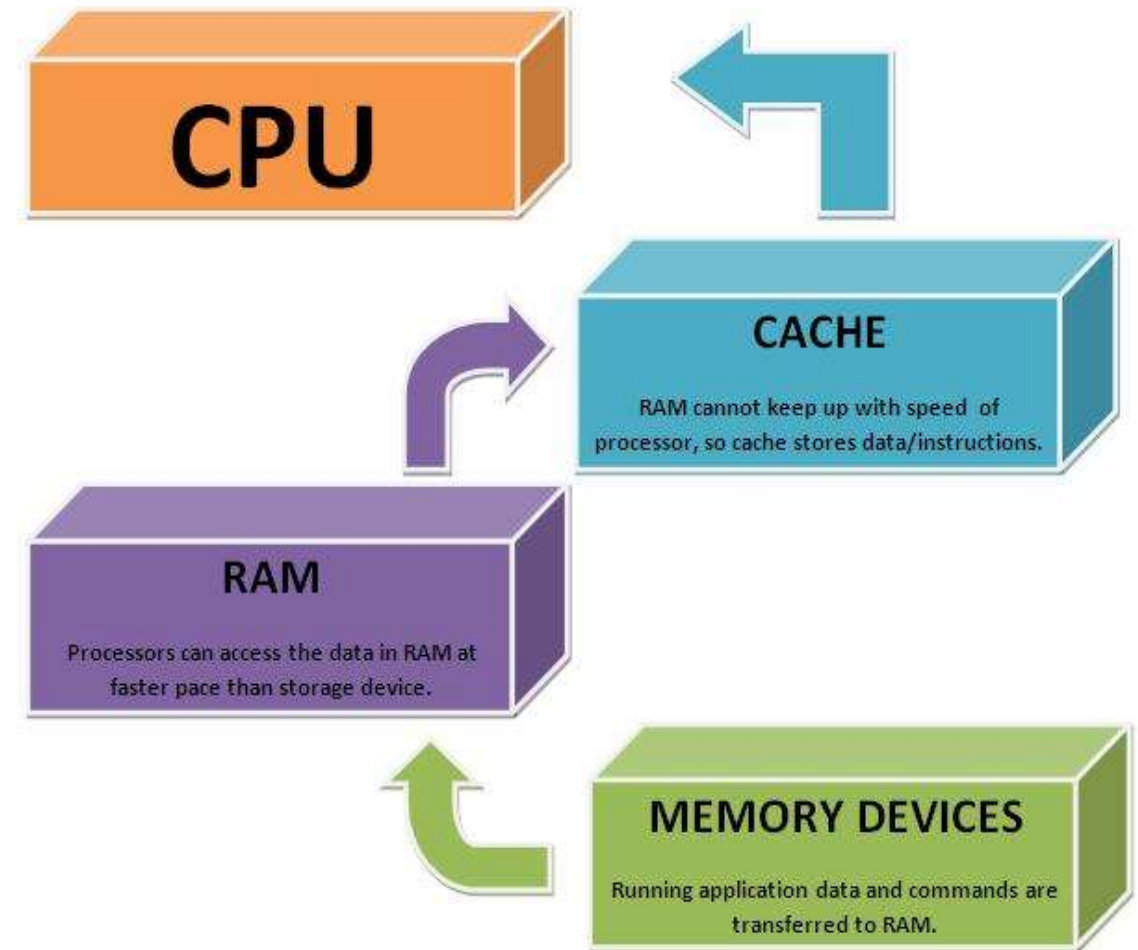 CPU
CACHE
RAM cannot keep up with speed of
processor, so cache stores data/instructions.
RAM
Processors can access the data in RAM at
faster pace than storage device.
MEMORY DEVICES
Running application data and commands are
transferred to RAM.